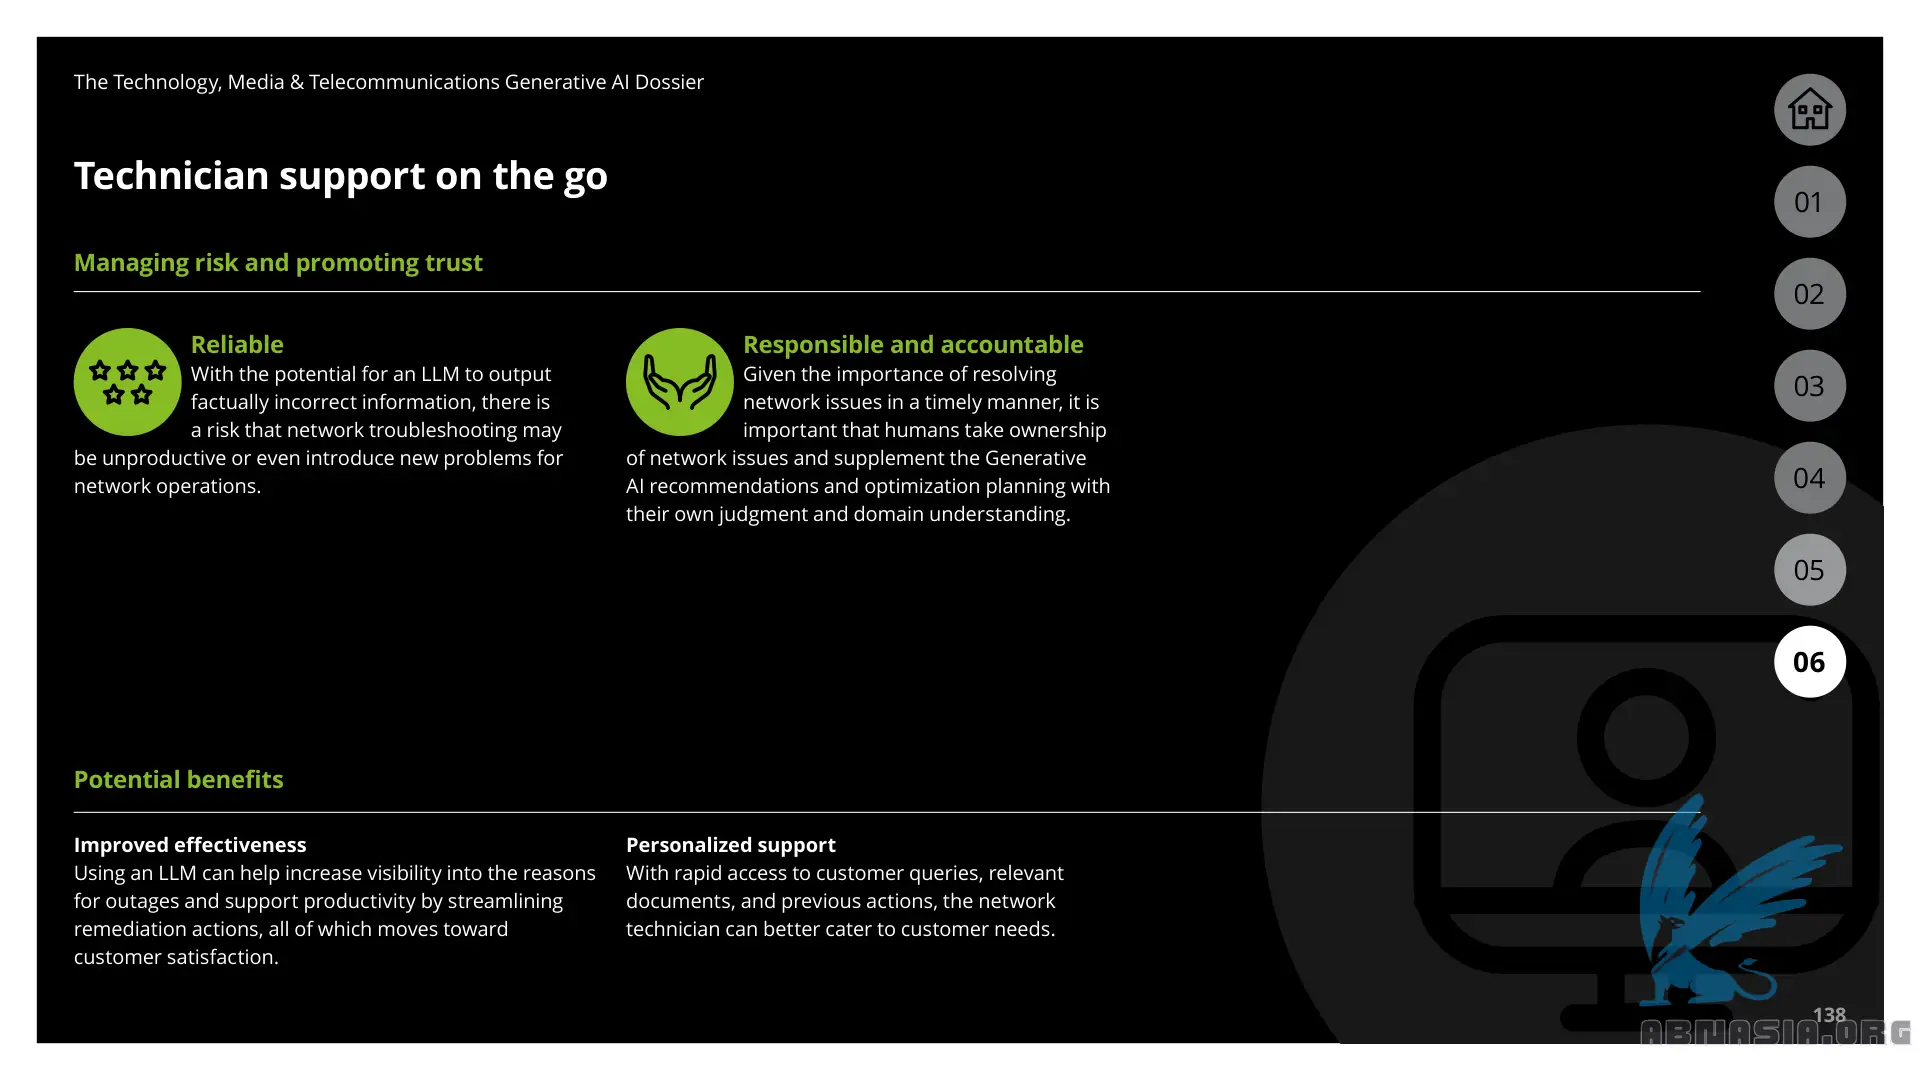 The Technology, Media & Telecommunications Generative AI Dossier
Technician support on the go
Managing risk and promoting trust
Reliable
With the potential for an LLM to output
factually incorrect information, there is
a risk that network troubleshooting may
be unproductive or even introduce new problems for
network operations.
Responsible and accountable
Given the importance of resolving
network issues in a timely manner, it is
important that humans take ownership
of network issues and supplement the Generative
AI recommendations and optimization planning with
their own judgment and domain understanding.
Potential benefits
Improved effectiveness
Using an LLM can help increase visibility into the reasons
for outages and support productivity by streamlining
remediation actions, all of which moves toward
customer satisfaction.
Personalized support
With rapid access to customer queries, relevant
documents, and previous actions, the network
technician can better cater to customer needs.
01
02
03
04
05
06
138
ABMASIA.ORG